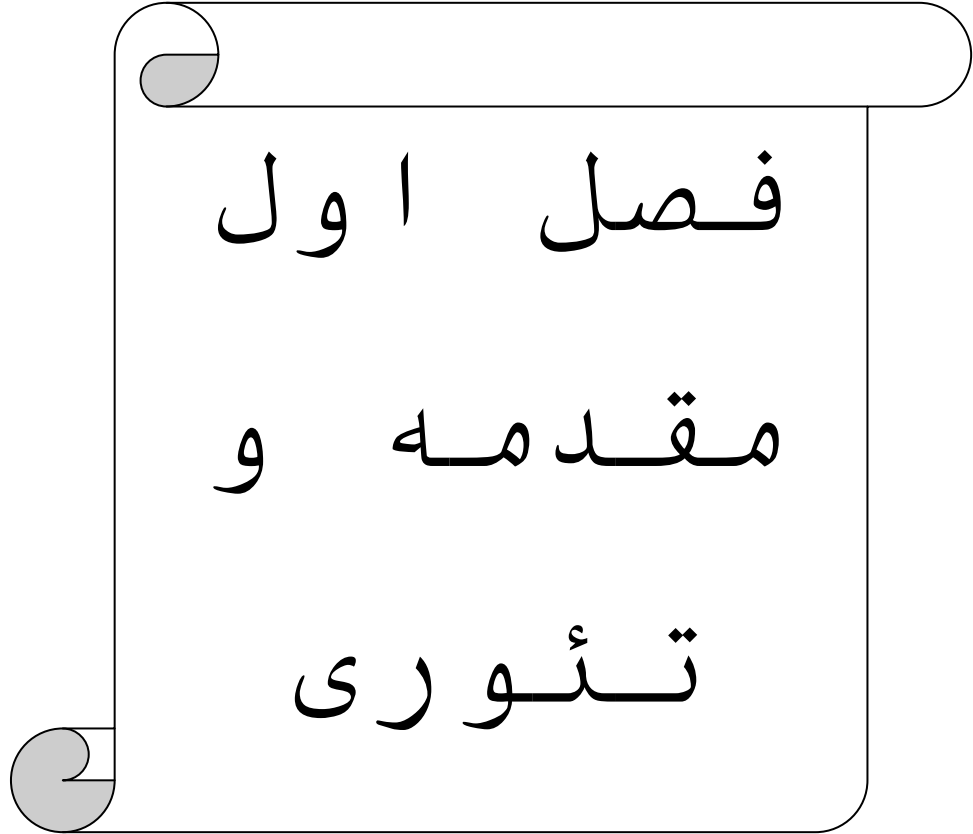 فصل اول
مقدمه و
تئوری